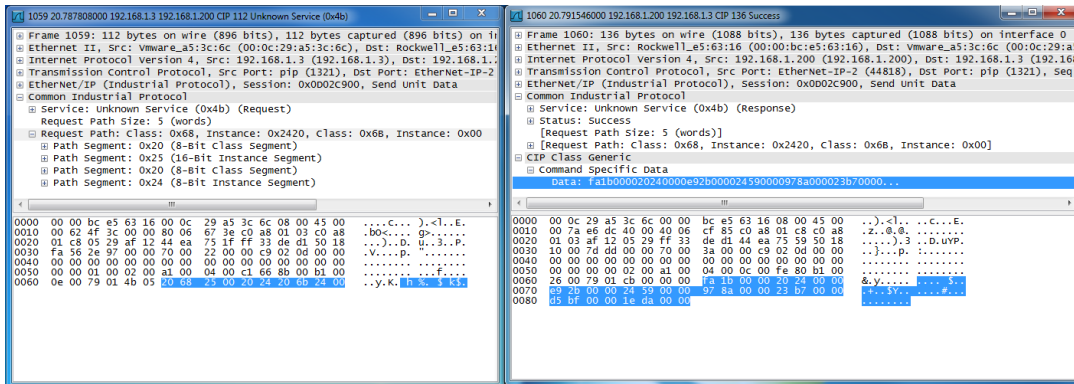 1059 20.787808000 192.168.1.3 192.168.1.200 CIP 112 Unknown Service (0x4b)
Frame 1059: 112 bytes on wire (896 bits), 112 bytes captured (896 bits) on in
Ethernet II, Src: Vmware_a5:3c:6c (00:0c:29:a5:3c:6c), Dst: Rockwell_e5:63:16
Internet Protocol Version 4, Src: 192.168.1.3 (192.168.1.3), Dst: 192.168.1.
Transmission Control Protocol, Src Port: pip (1321), Dst Port: EtherNet-IP-2
EtherNet/IP (Industrial Protocol), Session: 0x0D02C900, Send Unit Data
Common Industrial Protocol
Service: Unknown Service (0x4b) (Request)
Request Path Size: 5 (words)
Request Path: Class: 0x68, Instance: 0x2420, Class: 0x6B, Instance: 0x00
Path Segment: 0x20 (8-Bit Class Segment)
Path Segment: 0x25 (16-Bit Instance Segment)
Path Segment: 0x20 (8-Bit Class Segment)
Path Segment: 0x24 (8-Bit Instance Segment)
0000 00 00 bc e5 63 16 00 0c 29 a5 3c 6c 08 00 45 00 ....c... ).<l..E.
0010 00 62 4f 3c 00 00 80 06 67 3e c0 a8 01 03 c0 a8 .bO<.... g>......
0020 01 c8 05 29 af 12 44 ea 75 1f ff 33 de d1 50 18 ...)..D. u..3..P.
0030 fa 56 2e 97 00 00 70 00 22 00 00 c9 02 0d 00 00 .V....p. ".......
0040 00 00 00 00 00 00 00 00 00 00 00 00 00 00 00 00 ........ ........
0050 00 00 01 00 02 00 a1 00 04 00 c1 66 8b 00 b1 00 ........ ...f....
0060 0e 00 79 01 4b 05 20 68 25 00 20 24 20 6b 24 00 ..y.K. h %. $ k$.
1060 20.791546000 192.168.1.200 192.168.1.3 CIP 136 Success
Frame 1060: 136 bytes on wire (1088 bits), 136 bytes captured (1088 bits) on interface 0
Ethernet II, Src: Rockwell_e5:63:16 (00:00:bc:e5:63:16), Dst: Vmware_a5:3c:6c (00:0c:29:a
Internet Protocol Version 4, Src: 192.168.1.200 (192.168.1.200), Dst: 192.168.1.3 (192.16
Transmission Control Protocol, Src Port: EtherNet-IP-2 (44818), Dst Port: pip (1321), Seq
EtherNet/IP (Industrial Protocol), Session: 0x0D02C900, Send Unit Data
Common Industrial Protocol
Service: Unknown Service (0x4b) (Response)
Status: Success
[Request Path Size: 5 (words)]
[Request Path: Class: 0x68, Instance: 0x2420, Class: 0x6B, Instance: 0x00]
CIP Class Generic
Command Specific Data
Data: fa1b000020240000e92b000024590000978a000023b70000...
0000 00 0c 29 a5 3c 6c 00 00 bc e5 63 16 08 00 45 00 ..).<l.. ..c...E.
0010 00 7a e6 dc 40 00 40 06 cf 85 c0 a8 01 c8 c0 a8 .z..@.@. ........
0020 01 03 af 12 05 29 ff 33 de d1 44 ea 75 59 50 18 .....).3 ..D.uYP.
0030 10 00 7d dd 00 00 70 00 3a 00 00 c9 02 0d 00 00 ..}...p. :.......
0040 00 00 00 00 00 00 00 00 00 00 00 00 00 00 00 00 ........ ........
0050 00 00 00 00 02 00 a1 00 04 00 0c 00 fe 80 b1 00 ........ ........
0060 26 00 79 01 cb 00 00 00 fa 1b 00 00 20 24 00 00 &.y..... .... $..
0070 e9 2b 00 00 24 59 00 00 97 8a 00 00 23 b7 00 00 .+..$Y.. ....#...
0080 d5 bf 00 00 1e da 00 00 ........